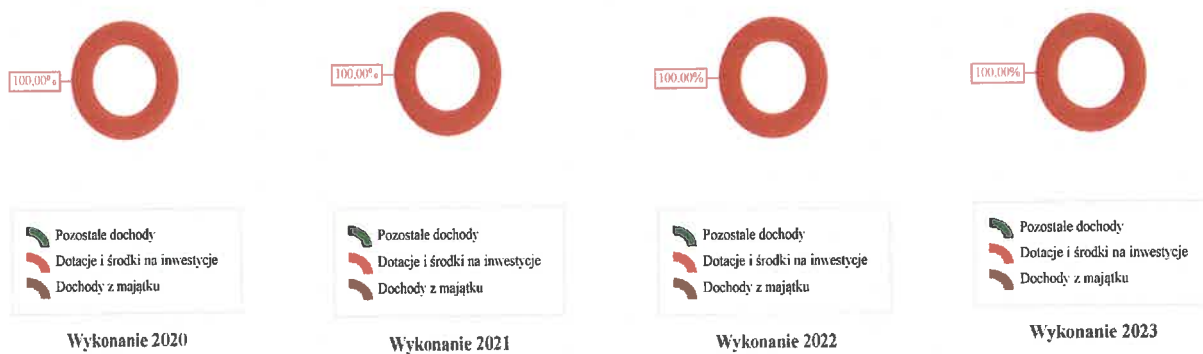 100,00%
Pozostałe dochody
Dotacje i środki na inwestycje
Dochody z majątku
Wykonanie 2020
100,00%
Pozostałe dochody
Dotacje i środki na inwestycje
Dochody z majątku
Wykonanie 2021
100,00%
Pozostałe dochody
Dotacje i środki na inwestycje
Dochody z majątku
Wykonanie 2022
100,00%
Pozostałe dochody
Dotacje i środki na inwestycje
Dochody z majątku
Wykonanie 2023